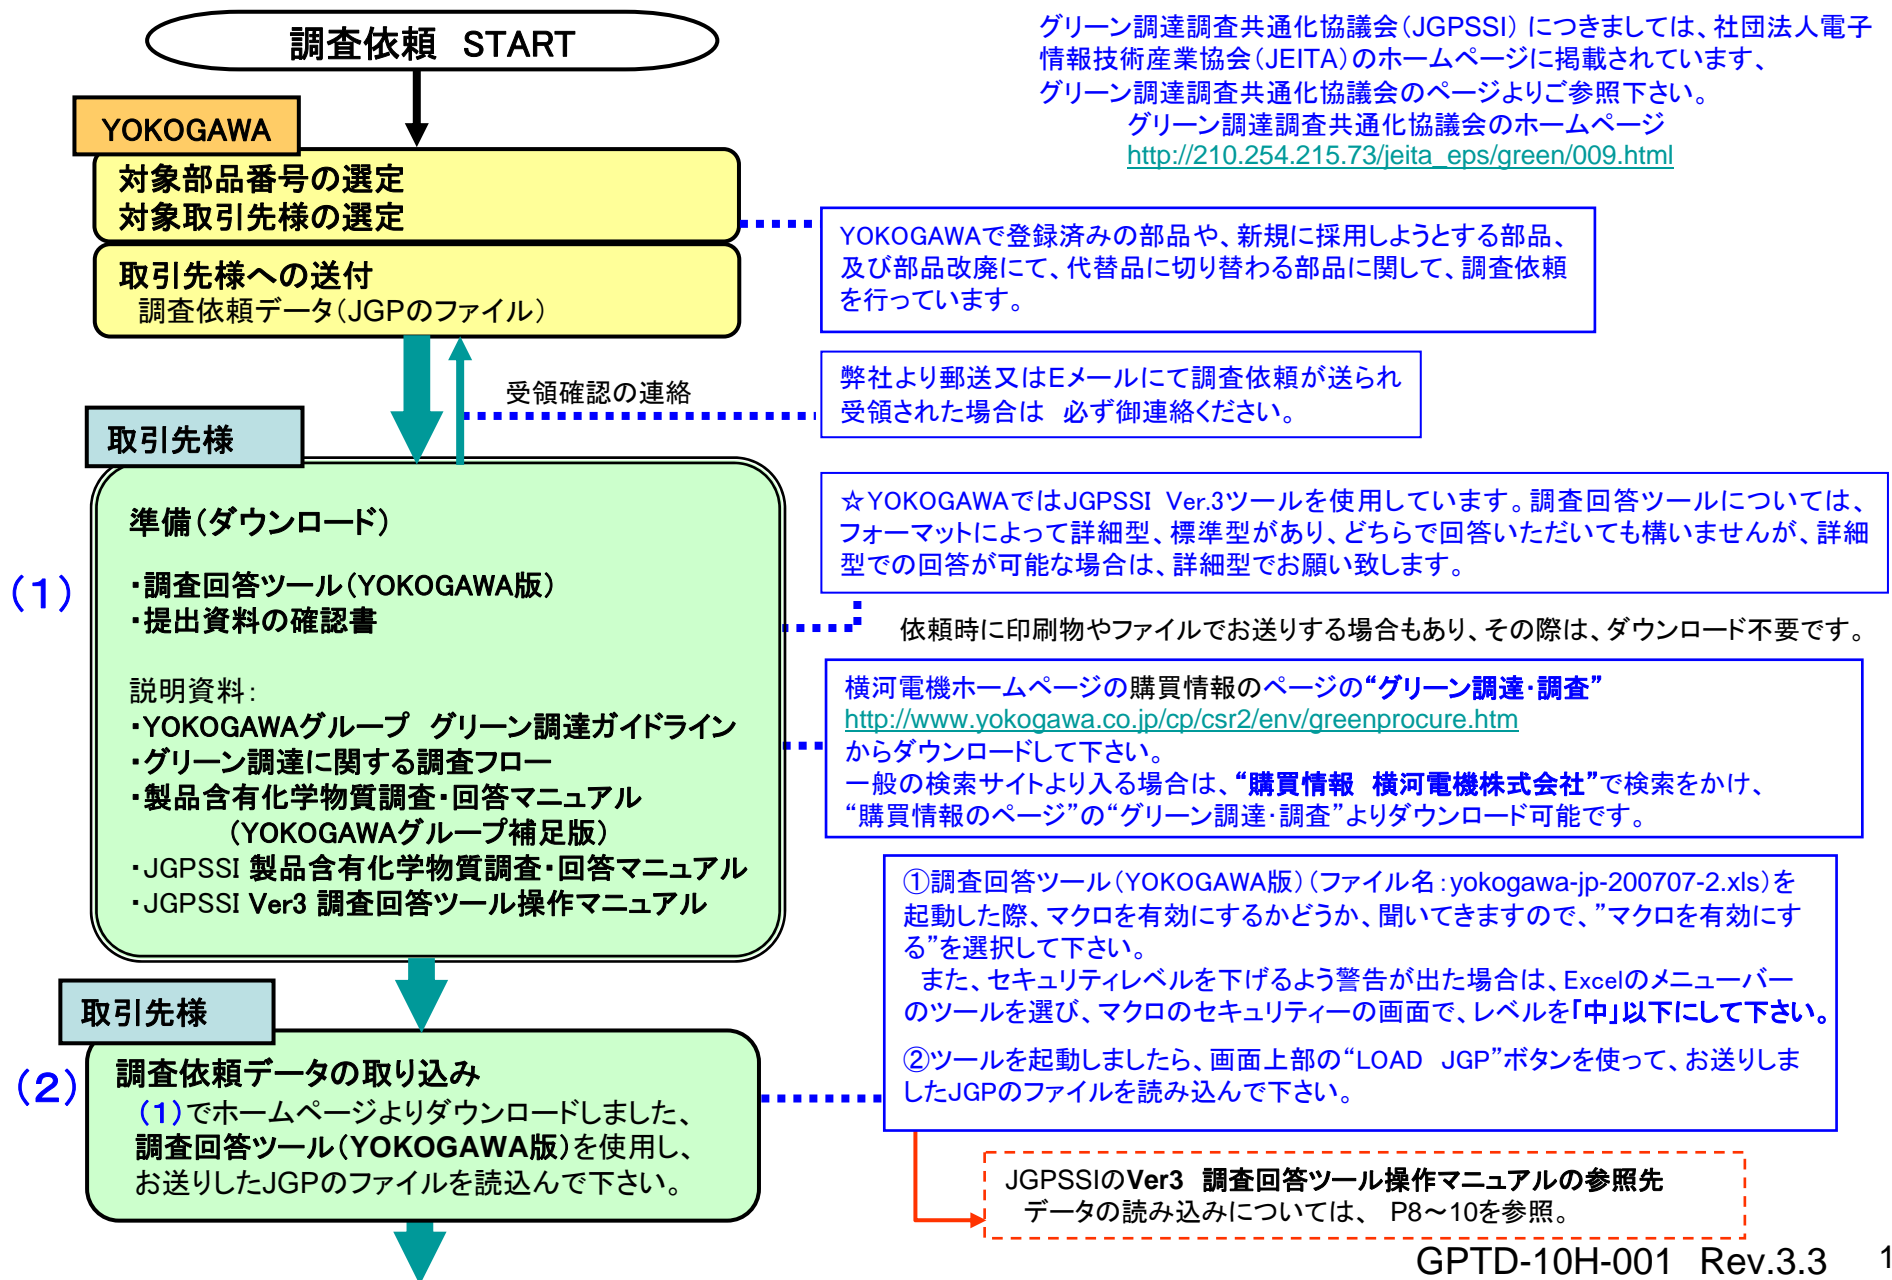 調査依頼 START
グリーン調達調査共通化協議会(JGPSSI) につきましては、社団法人電子
情報技術産業協会(JEITA)のホームページに掲載されています、
グリーン調達調査共通化協議会のページよりご参照下さい。
グリーン調達調査共通化協議会のホームページ
http://210.254.215.73/jeita_eps/green/009.html
YOKOGAWA
対象部品番号の選定
対象取引先様の選定
YOKOGAWAで登録済みの部品や、新規に採用しようとする部品、
及び部品改廃にて、代替品に切り替わる部品に関して、調査依頼
を行っています。
取引先様への送付
調査依頼データ(JGPのファイル)
受領確認の連絡
弊社より郵送又はEメールにて調査依頼が送られ
受領された場合は 必ず御連絡ください。
取引先様
(1)
準備(ダウンロード)
・調査回答ツール(YOKOGAWA版)
・提出資料の確認書
説明資料:
・YOKOGAWAグループ グリーン調達ガイドライン
・グリーン調達に関する調査フロー
・製品含有化学物質調査・回答マニュアル
(YOKOGAWAグループ補足版)
・JGPSSI 製品含有化学物質調査・回答マニュアル
・JGPSSI Ver3 調査回答ツール操作マニュアル
☆YOKOGAWAではJGPSSI Ver.3ツールを使用しています。調査回答ツールについては、
フォーマットによって詳細型、標準型があり、どちらで回答いただいても構いませんが、詳細
型での回答が可能な場合は、詳細型でお願い致します。
依頼時に印刷物やファイルでお送りする場合もあり、その際は、ダウンロード不要です。
横河電機ホームページの購買情報のページの“グリーン調達・調査”
http://www.yokogawa.co.jp/cp/csr2/env/greenprocure.htm
からダウンロードして下さい。
一般の検索サイトより入る場合は、“購買情報 横河電機株式会社”で検索をかけ、
“購買情報のページ”の“グリーン調達・調査”よりダウンロード可能です。
①調査回答ツール(YOKOGAWA版)(ファイル名:yokogawa-jp-200707-2.xls)を
起動した際、マクロを有効にするかどうか、聞いてきますので、”マクロを有効にす
る”を選択して下さい。
また、セキュリティレベルを下げるよう警告が出た場合は、Excelのメニューバー
のツールを選び、マクロのセキュリティーの画面で、レベルを「中」以下にして下さい。
②ツールを起動しましたら、画面上部の“LOAD JGP”ボタンを使って、お送りしま
したJGPのファイルを読み込んで下さい。
取引先様
(2)
調査依頼データの取り込み
(1)でホームページよりダウンロードしました、
調査回答ツール(YOKOGAWA版)を使用し、
お送りしたJGPのファイルを読込んで下さい。
JGPSSIのVer3 調査回答ツール操作マニュアルの参照先
データの読み込みについては、 P8～10を参照。
GPTD-10H-001 Rev.3.3 1